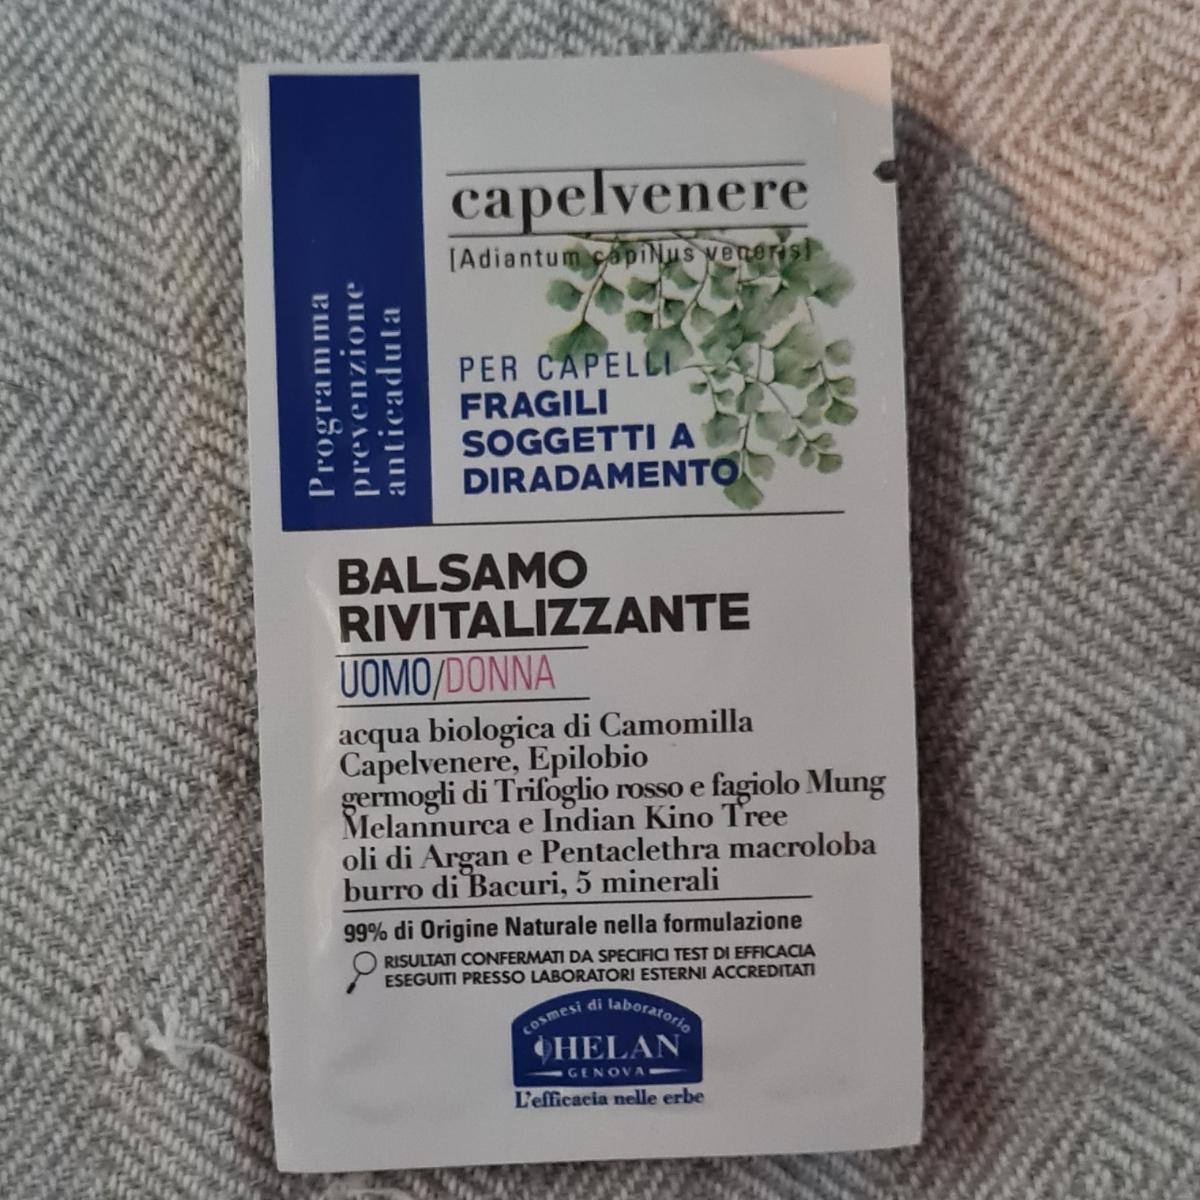 Programma
prevenzione
anticaduta
capelvenere
[Adiantum capillus veneris]
PER CAPELLI
FRAGILI
SOGGETTI A
DIRADAMENTO
BALSAMO
RIVITALIZZANTE
UOMO/DONNA
acqua biologica di Camomilla
Capelvenere, Epilobio
germogli di Trifoglio rosso e fagiolo Mung
Melannurca e Indian Kino Tree
oli di Argan e Pentaclethra macroloba
burro di Bacuri, 5 minerali
99% di Origine Naturale nella formulazione
RISULTATI CONFERMATI DA SPECIFICI TEST DI EFFICACIA
ESEGUITI PRESSO LABORATORI ESTERNI ACCREDITATI
cosmesi di laboratorio
HELAN
GENOVA
L'efficacia nelle erbe